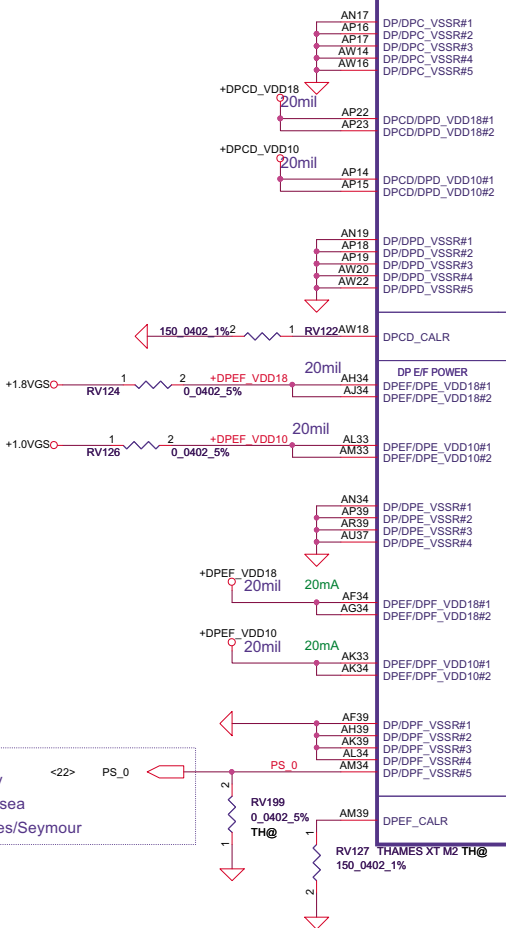 AN17 DP/DPC_VSSR#1
AP16 DP/DPC_VSSR#2
AP17 DP/DPC_VSSR#3
AW14 DP/DPC_VSSR#4
AW16 DP/DPC_VSSR#5
+DPCD_VDD18
20mil
AP22 DPCD/DPD_VDD18#1
AP23 DPCD/DPD_VDD18#2
+DPCD_VDD10
20mil
AP14 DPCD/DPD_VDD10#1
AP15 DPCD/DPD_VDD10#2
AN19 DP/DPD_VSSR#1
AP18 DP/DPD_VSSR#2
AP19 DP/DPD_VSSR#3
AW20 DP/DPD_VSSR#4
AW22 DP/DPD_VSSR#5
150_0402_1% 2 1 RV122 AW18 DPCD_CALR
DP E/F POWER
20mil
+1.8VGS 1 2 +DPEF_VDD18 AH34 DPEF/DPE_VDD18#1
RV124 0_0402_5% AJ34 DPEF/DPE_VDD18#2
20mil
+1.0VGS 1 2 +DPEF_VDD10 AL33 DPEF/DPE_VDD10#1
RV126 0_0402_5% AM33 DPEF/DPE_VDD10#2
AN34 DP/DPE_VSSR#1
AP39 DP/DPE_VSSR#2
AR39 DP/DPE_VSSR#3
AU37 DP/DPE_VSSR#4
+DPEF_VDD18
20mil 20mA
AF34 DPEF/DPF_VDD18#1
AG34 DPEF/DPF_VDD18#2
+DPEF_VDD10
20mil 20mA
AK33 DPEF/DPF_VDD10#1
AK34 DPEF/DPF_VDD10#2
AF39 DP/DPF_VSSR#1
AH39 DP/DPF_VSSR#2
AK39 DP/DPF_VSSR#3
AL34 DP/DPF_VSSR#4
<22> PS_0 PS_0 AM34 DP/DPF_VSSR#5
sea
es/Seymour
2
RV199
0_0402_5%
TH@
1
AM39 DPEF_CALR
1
RV127 THAMES XT M2 TH@
150_0402_1%
2